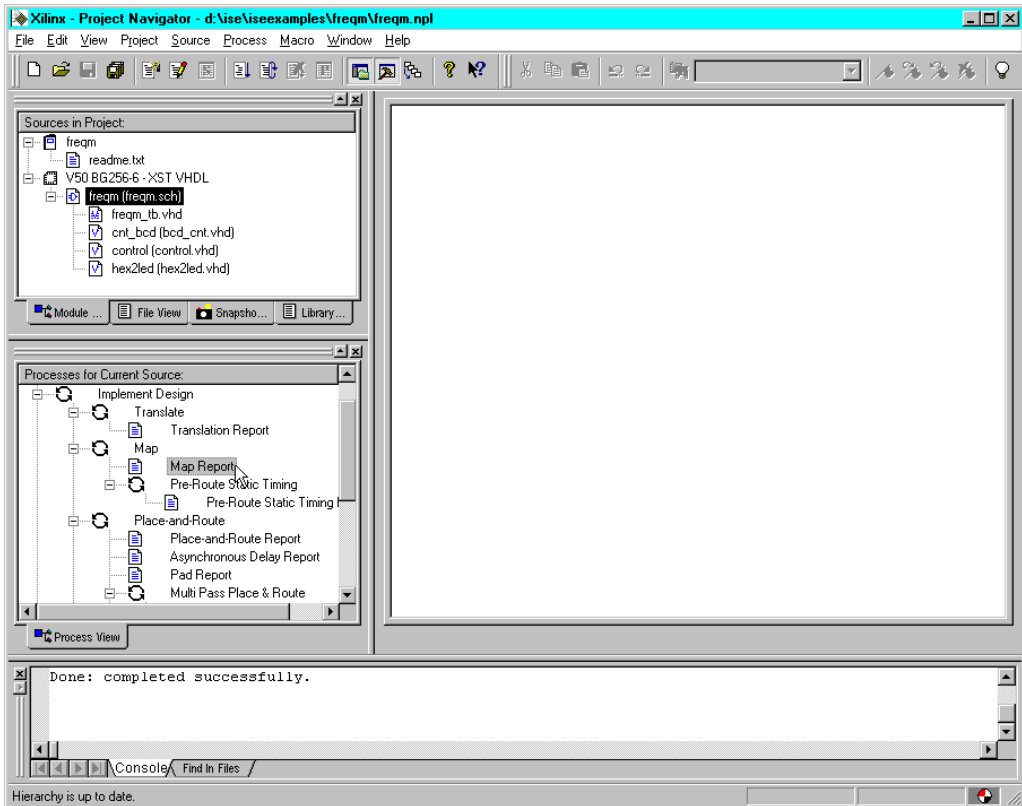 Xilinx - Project Navigator - d:\ise\iseexamples\freqm\freqm.npl
File Edit View Project Source Process Macro Window Help
Sources in Project:
freqm
readme.txt
V50 BG256-6 - XST VHDL
freqm (freqm.sch)
freqm_tb.vhd
cnt_bcd (bcd_cnt.vhd)
control (control.vhd)
hex2led (hex2led.vhd)
Module ... File View Snapsho... Library...
Processes for Current Source:
Implement Design
Translate
Translation Report
Map
Map Report
Pre-Route Static Timing
Pre-Route Static Timing
Place-and-Route
Place-and-Route Report
Asynchronous Delay Report
Pad Report
Multi Pass Place & Route
Process View
Done: completed successfully.
Console Find In Files
Hierarchy is up to date.